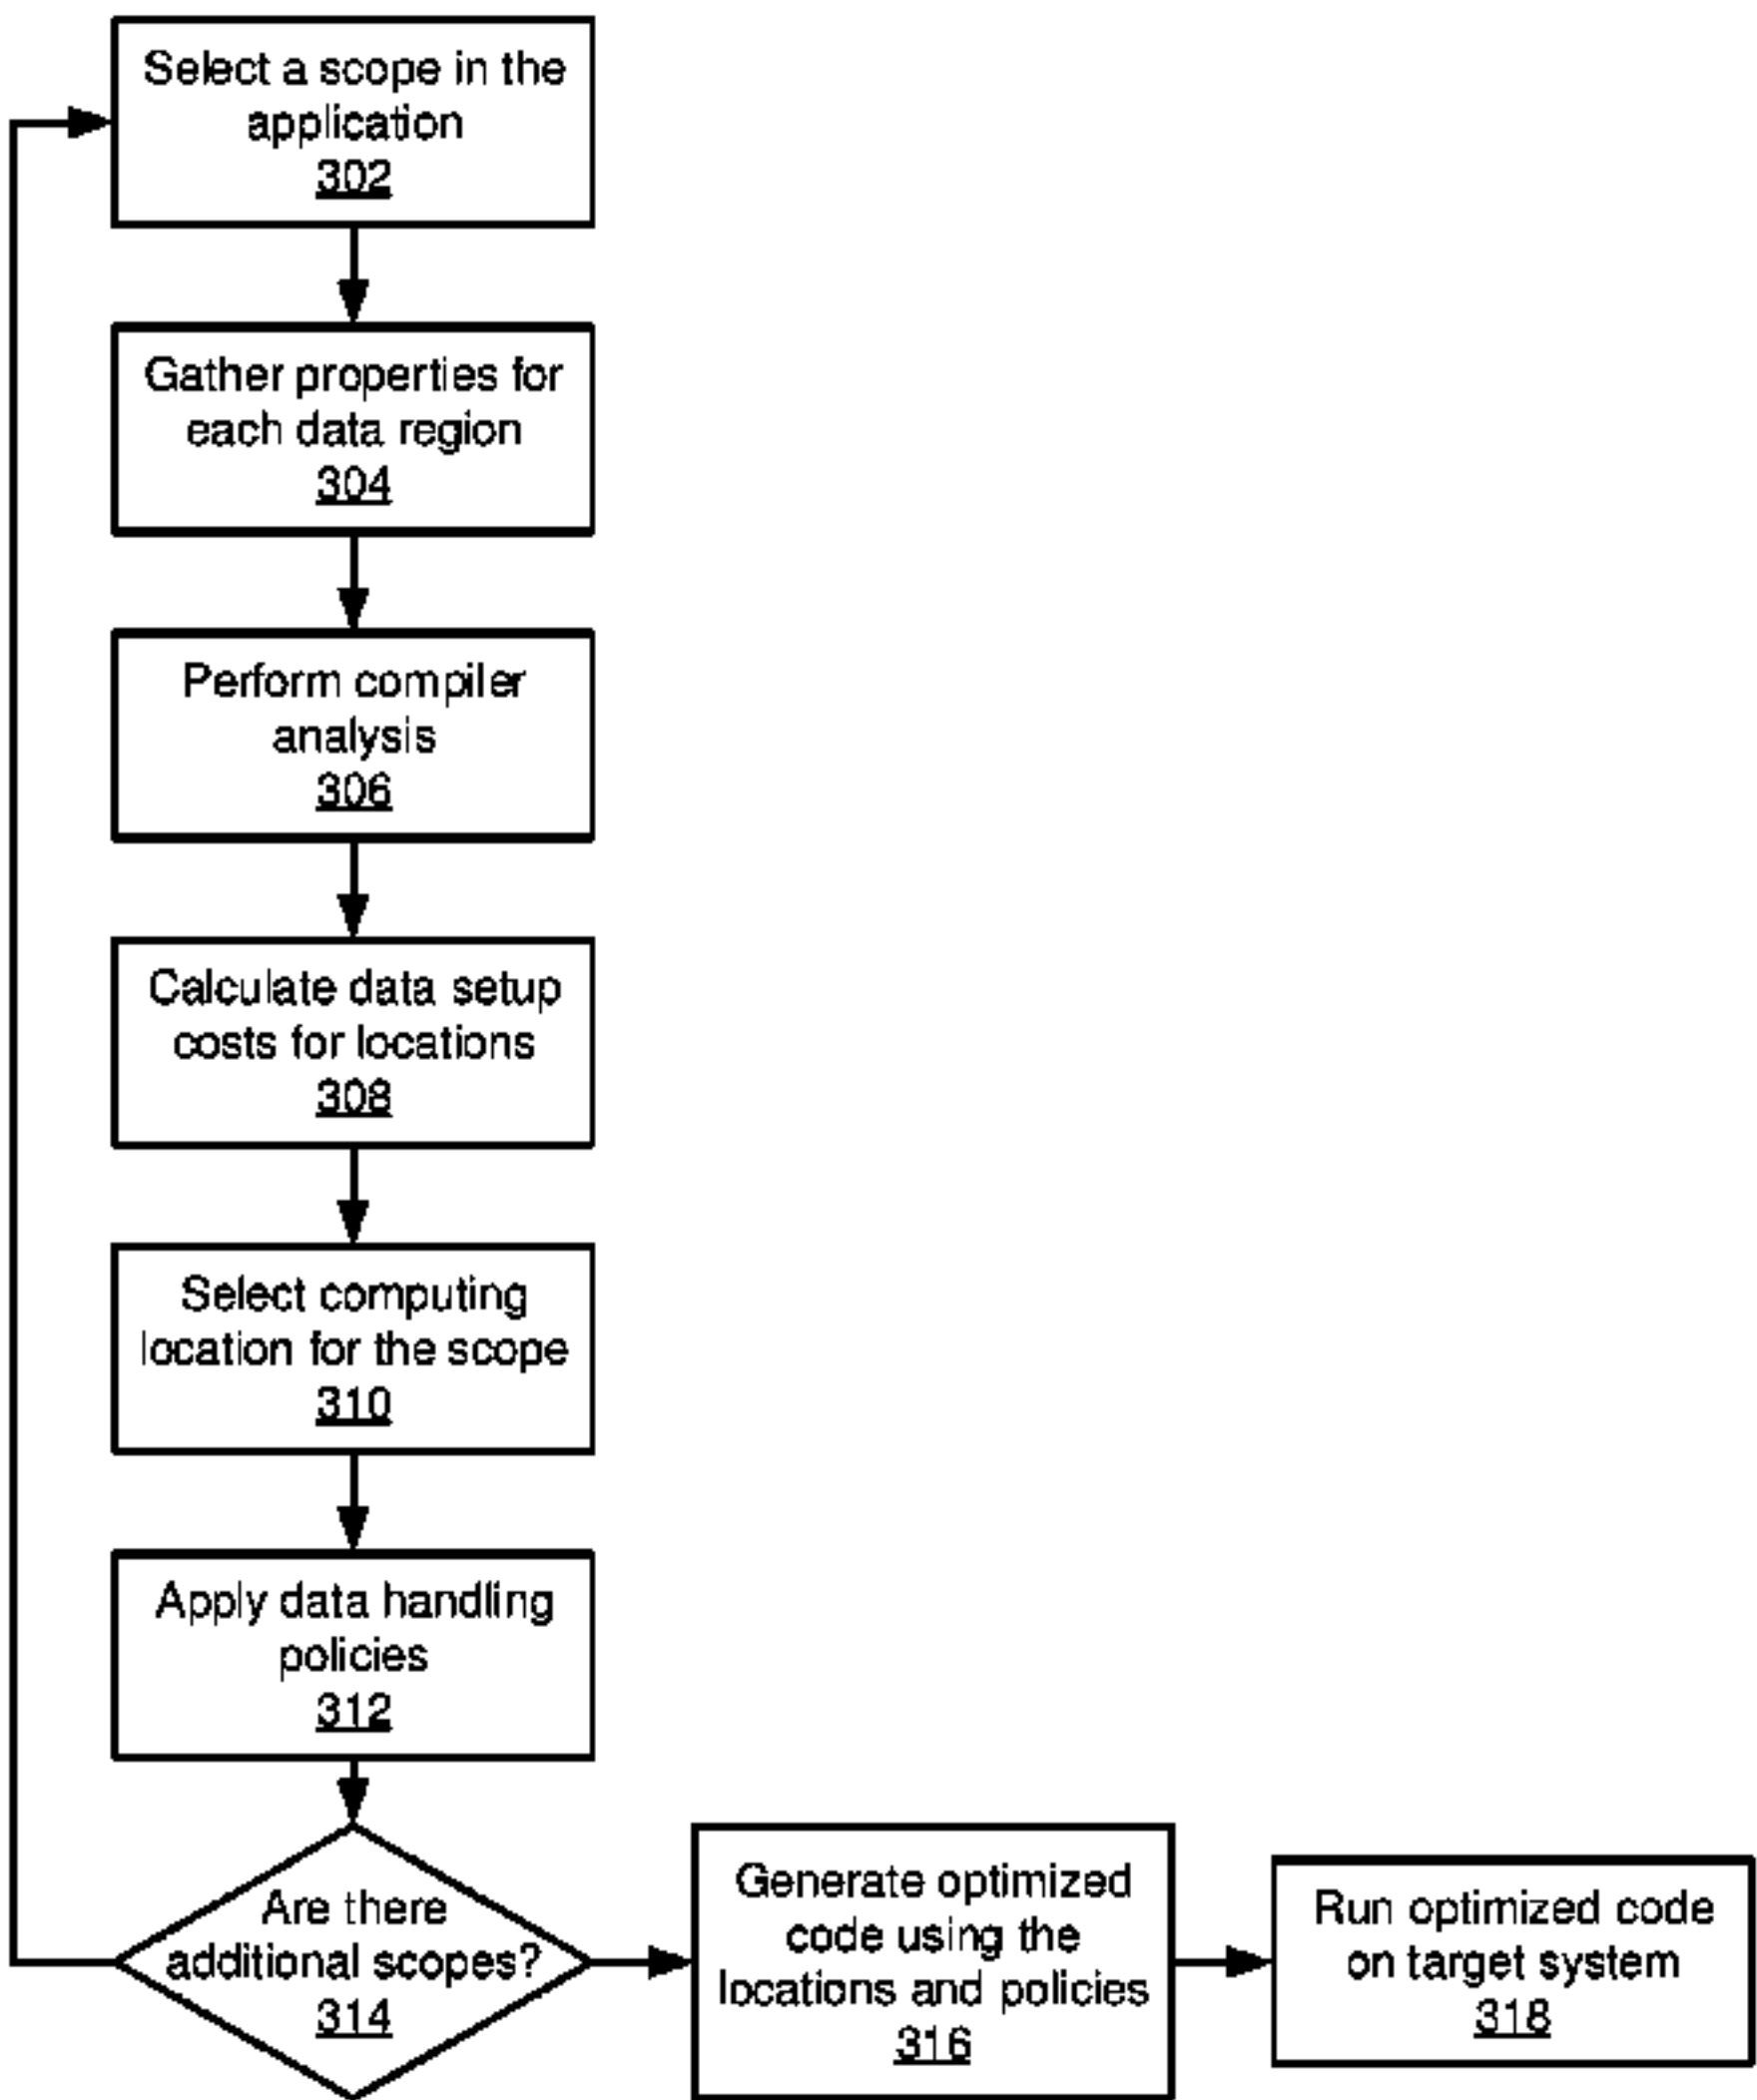 Select a scope in the
application
302
Gather properties for
each data region
304
Perform compiler
analysis
306
Calculate data setup
costs for locations
308
Select computing
location for the scope
310
Apply data handling
policies
312
Are there
additional scopes?
314
Generate optimized
code using the
locations and policies
316
Run optimized code
on target system
318